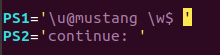 PS1='\u@mustang \w$ '
PS2='continue: '